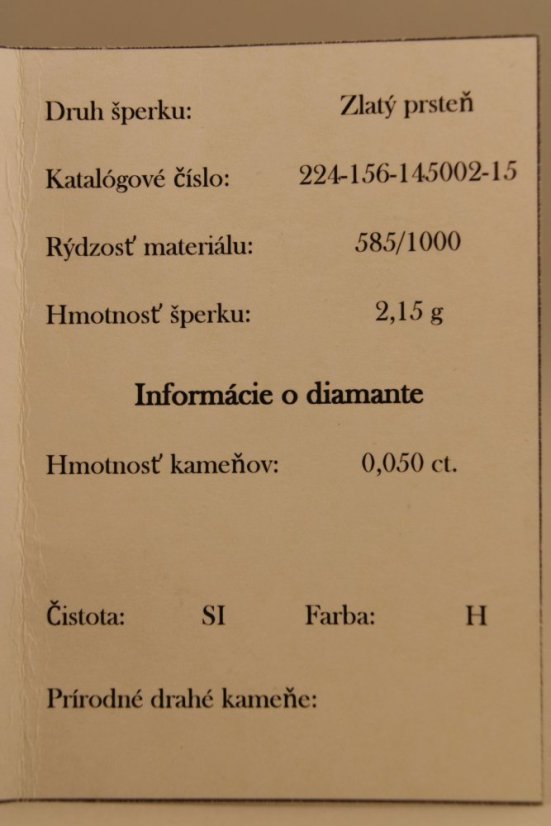 Druh šperku: Zlatý prsteň
Katalógové číslo: 224-156-145002-15
Rýdzosť materiálu: 585/1000
Hmotnosť šperku: 2,15 g
Informácie o diamante
Hmotnosť kameňov: 0,050 ct.
Čistota: SI Farba: H
Prírodné drahé kameňe: